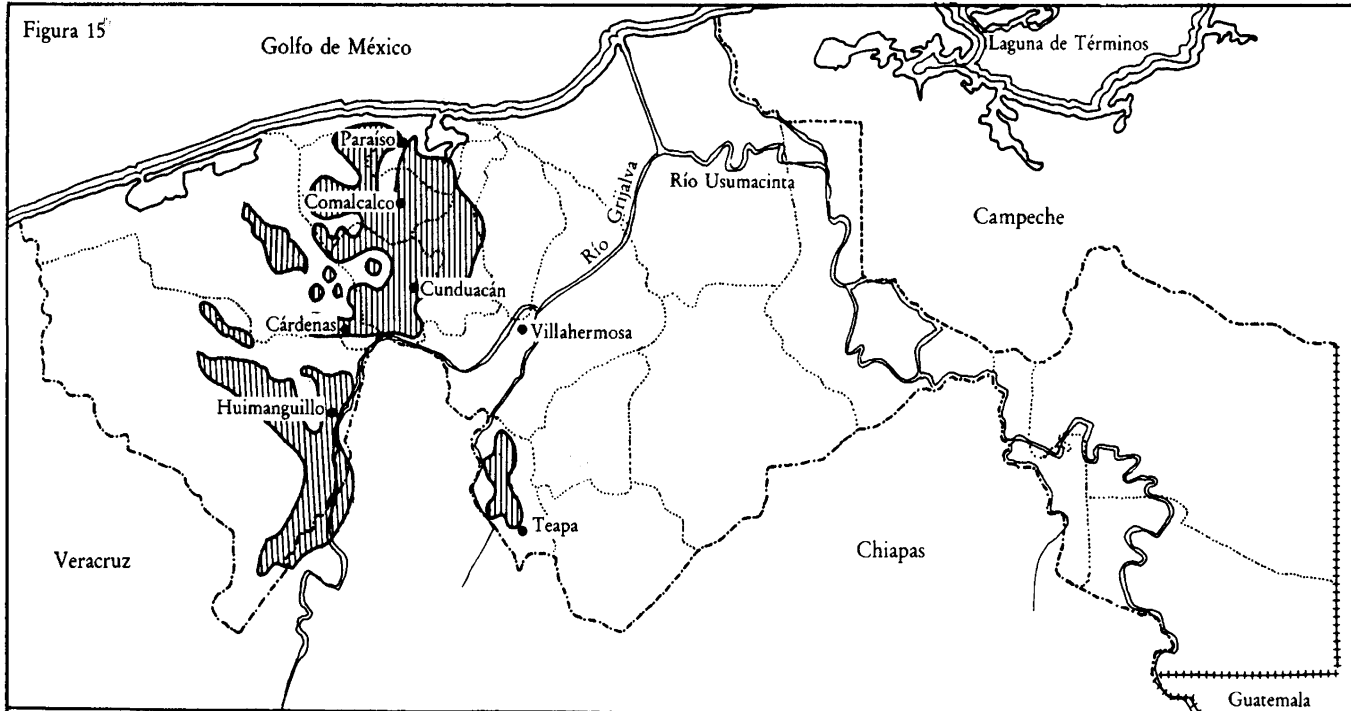 Figura 15
Golfo de México
Laguna de Términos
Paraíso
Comalcalco
Río Grijalva
Río Usumacinta
Campeche
Cunduacán
Cárdenas
Villahermosa
Huimanguillo
Teapa
Veracruz
Chiapas
Guatemala